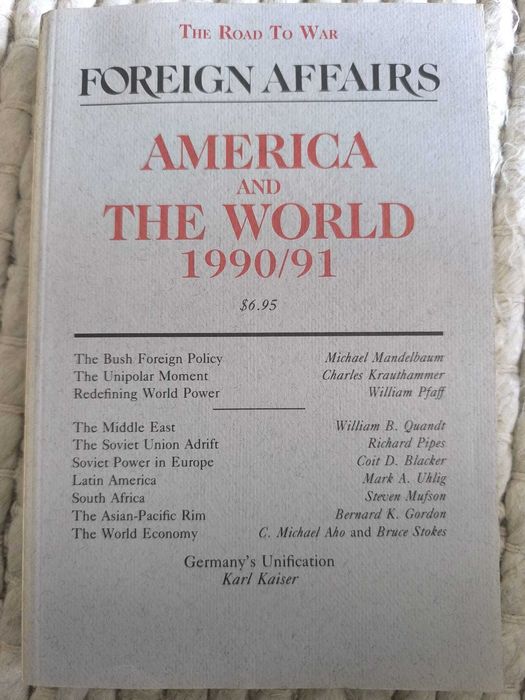 The Road To War
FOREIGN AFFAIRS
AMERICA
AND
THE WORLD
1990/91
$6.95
The Bush Foreign Policy Michael Mandelbaum
The Unipolar Moment Charles Krauthammer
Redefining World Power William Pfaff
The Middle East William B. Quandt
The Soviet Union Adrift Richard Pipes
Soviet Power in Europe Coit D. Blacker
Latin America Mark A. Uhlig
South Africa Steven Mufson
The Asian-Pacific Rim Bernard K. Gordon
The World Economy C. Michael Aho and Bruce Stokes
Germany's Unification
Karl Kaiser